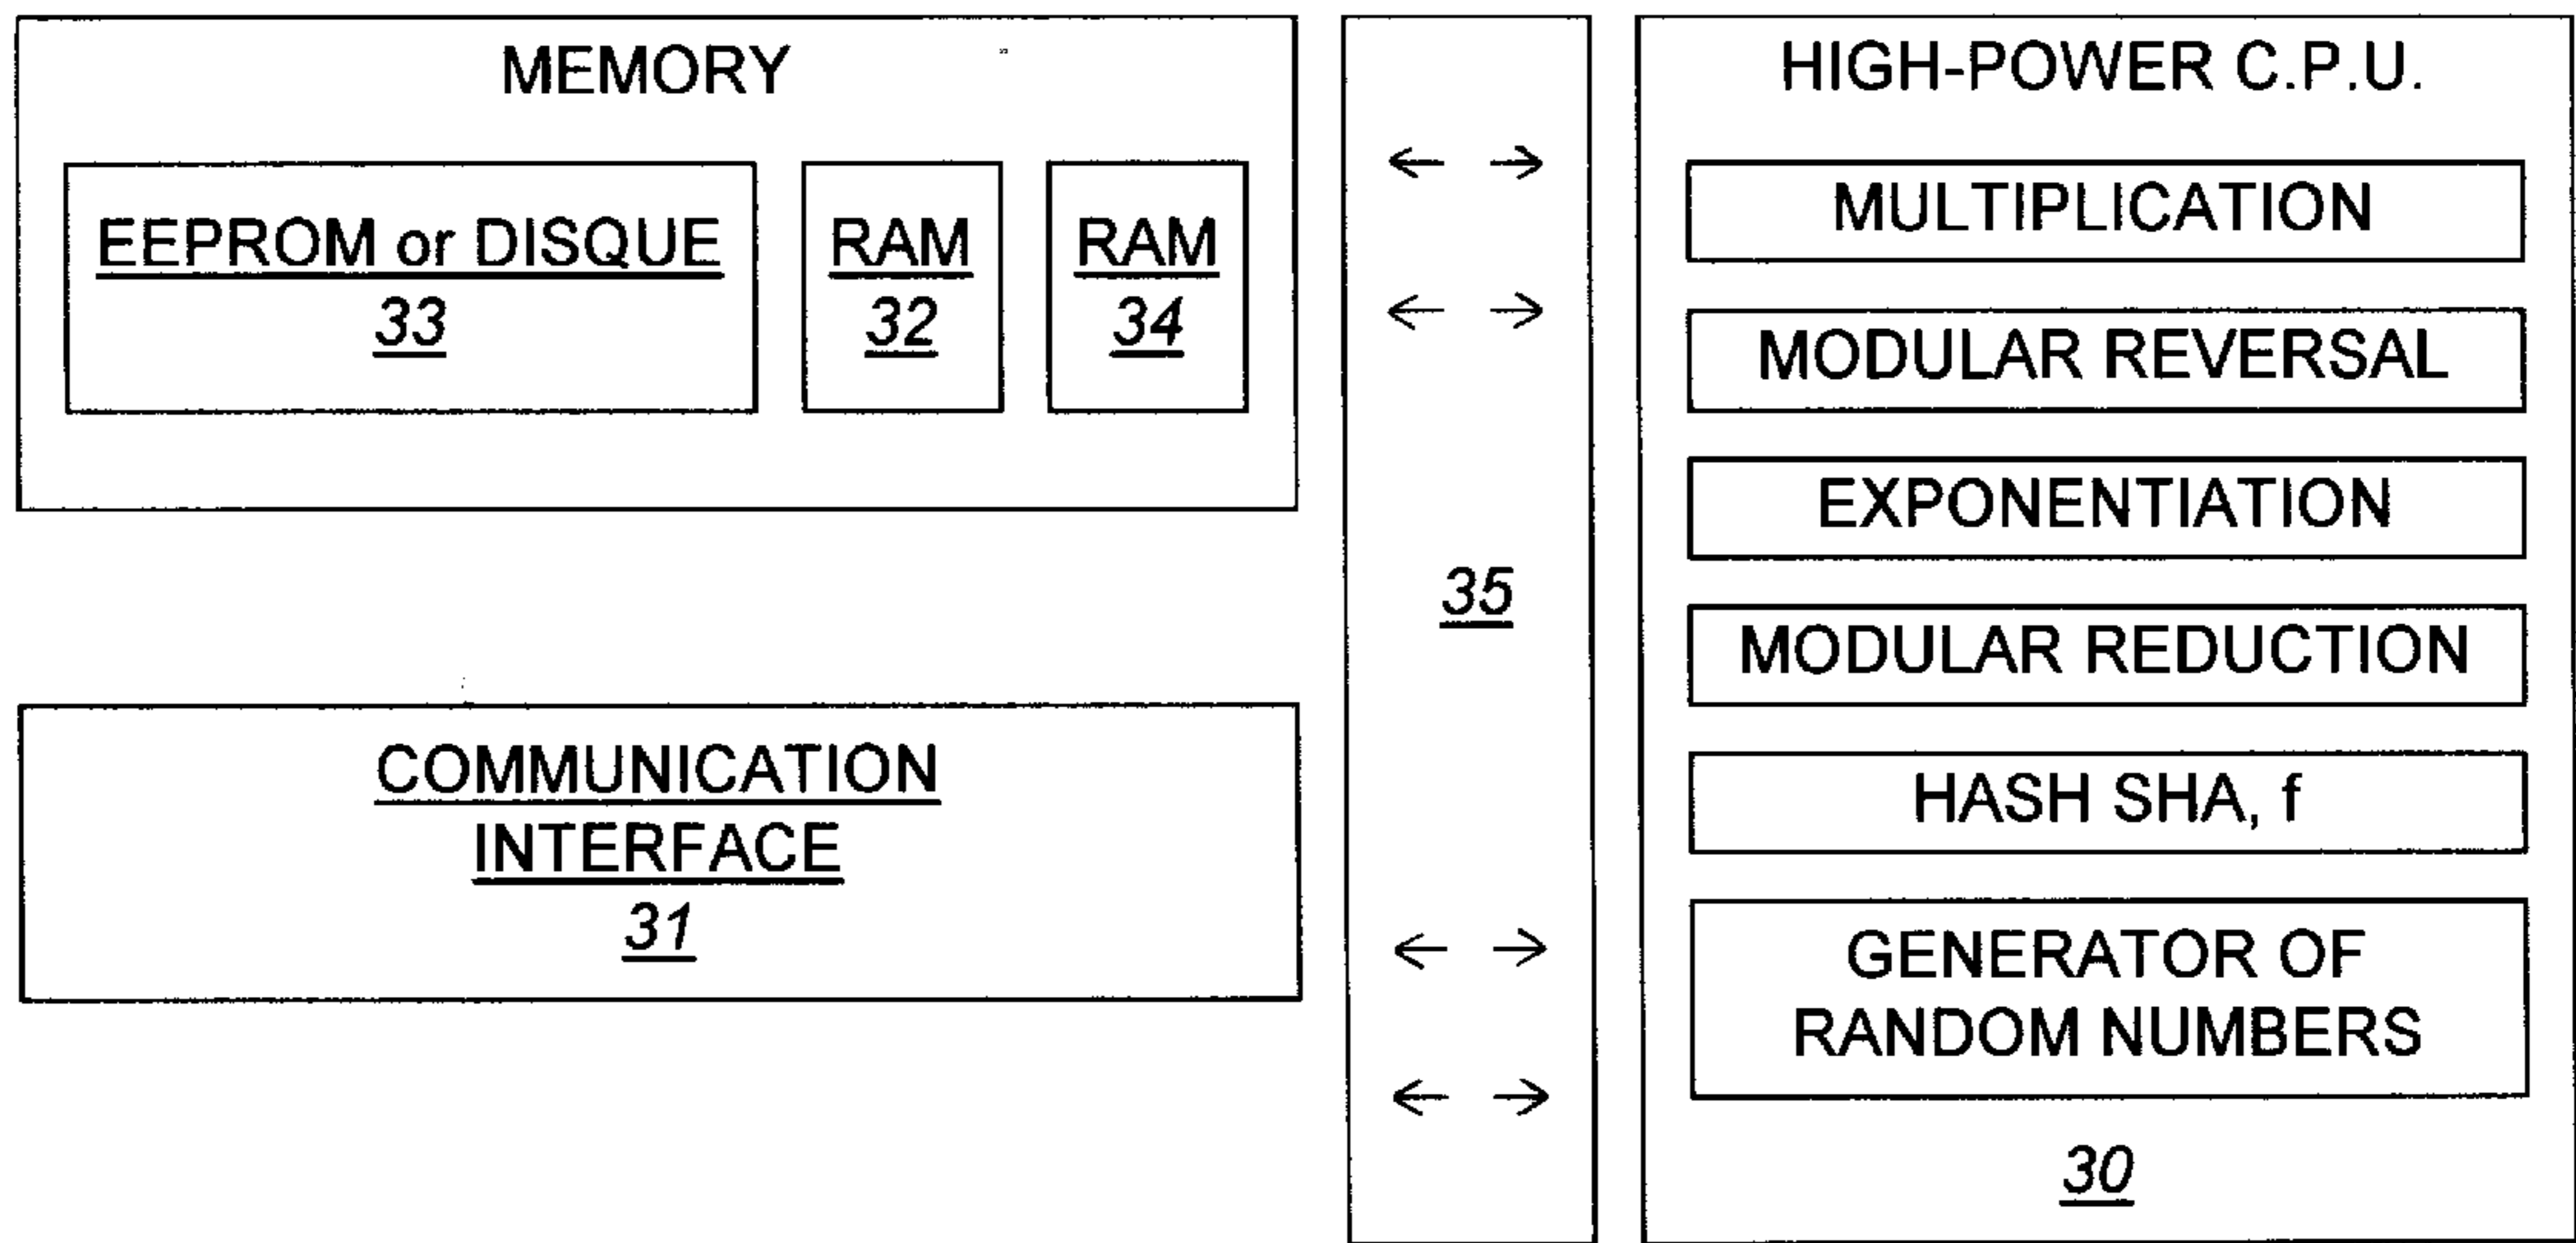 MEMORY
EEPROM or DISQUE
33
RAM
32
RAM
34
COMMUNICATION
INTERFACE
31
35
HIGH-POWER C.P.U.
MULTIPLICATION
MODULAR REVERSAL
EXPONENTIATION
MODULAR REDUCTION
HASH SHA, f
GENERATOR OF
RANDOM NUMBERS
30